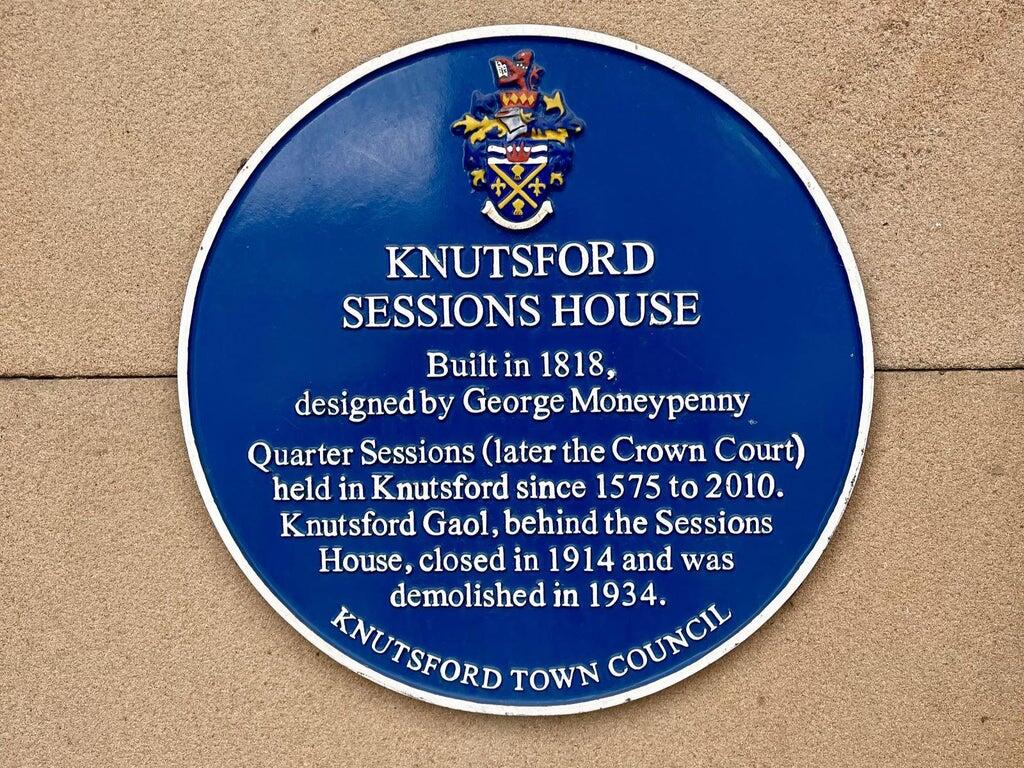 KNUTSFORD
SESSIONS HOUSE
Built in 1818,
designed by George Moneypenny
Quarter Sessions (later the Crown Court)
held in Knutsford since 1575 to 2010.
Knutsford Gaol, behind the Sessions
House, closed in 1914 and was
demolished in 1934.
KNUTSFORD TOWN COUNCIL